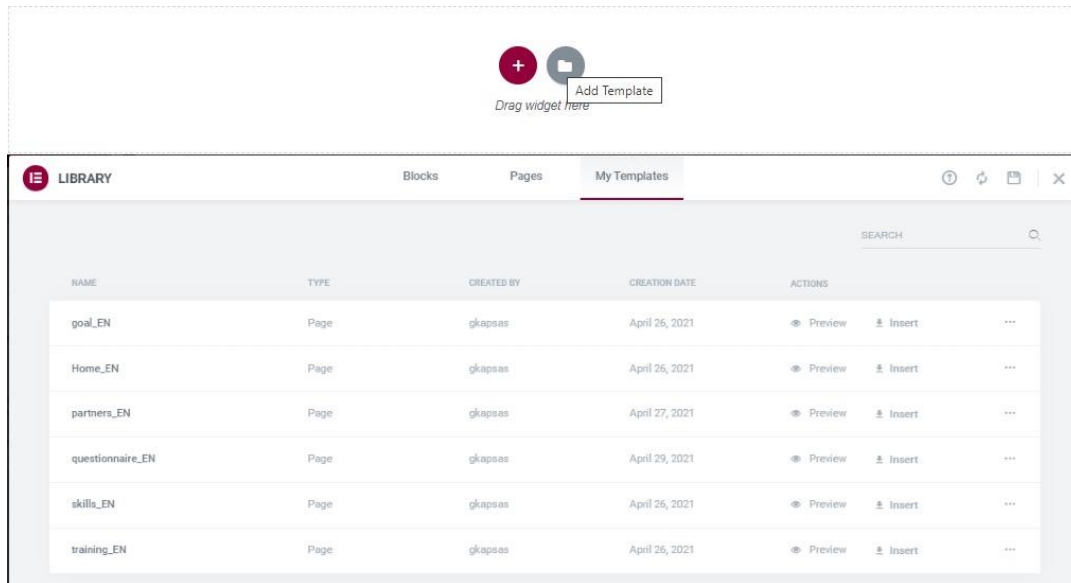 Add Template
Drag widget here
LIBRARY Blocks Pages My Templates
SEARCH
NAME TYPE CREATED BY CREATION DATE ACTIONS
goal_EN Page gkapsas April 26, 2021 Preview Insert ...
Home_EN Page gkapsas April 26, 2021 Preview Insert ...
partners_EN Page gkapsas April 27, 2021 Preview Insert ...
questionnaire_EN Page gkapsas April 29, 2021 Preview Insert ...
skills_EN Page gkapsas April 26, 2021 Preview Insert ...
training_EN Page gkapsas April 26, 2021 Preview Insert ...